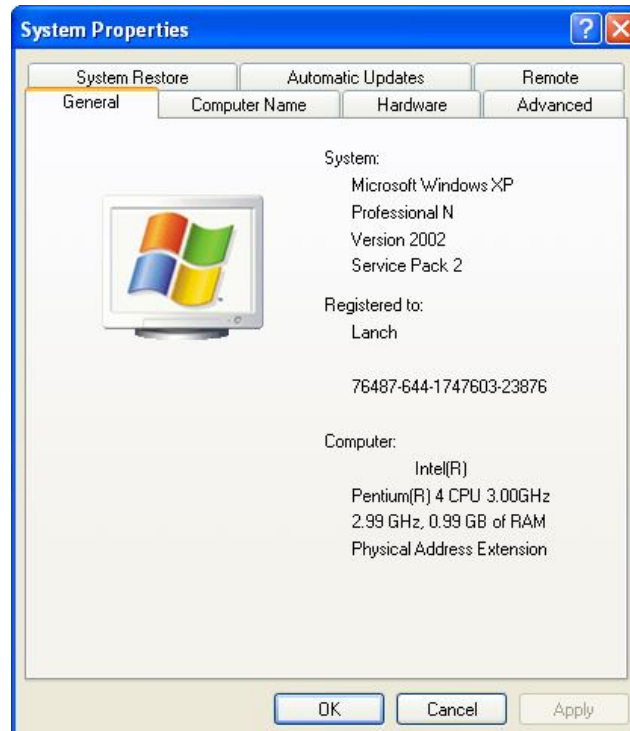 System Properties
System Restore
Automatic Updates
Remote
General
Computer Name
Hardware
Advanced
System:
Microsoft Windows XP
Professional N
Version 2002
Service Pack 2
Registered to:
Lanch
76487-644-1747603-23876
Computer:
Intel(R)
Pentium(R) 4 CPU 3.00GHz
2.99 GHz, 0.99 GB of RAM
Physical Address Extension
OK
Cancel
Apply